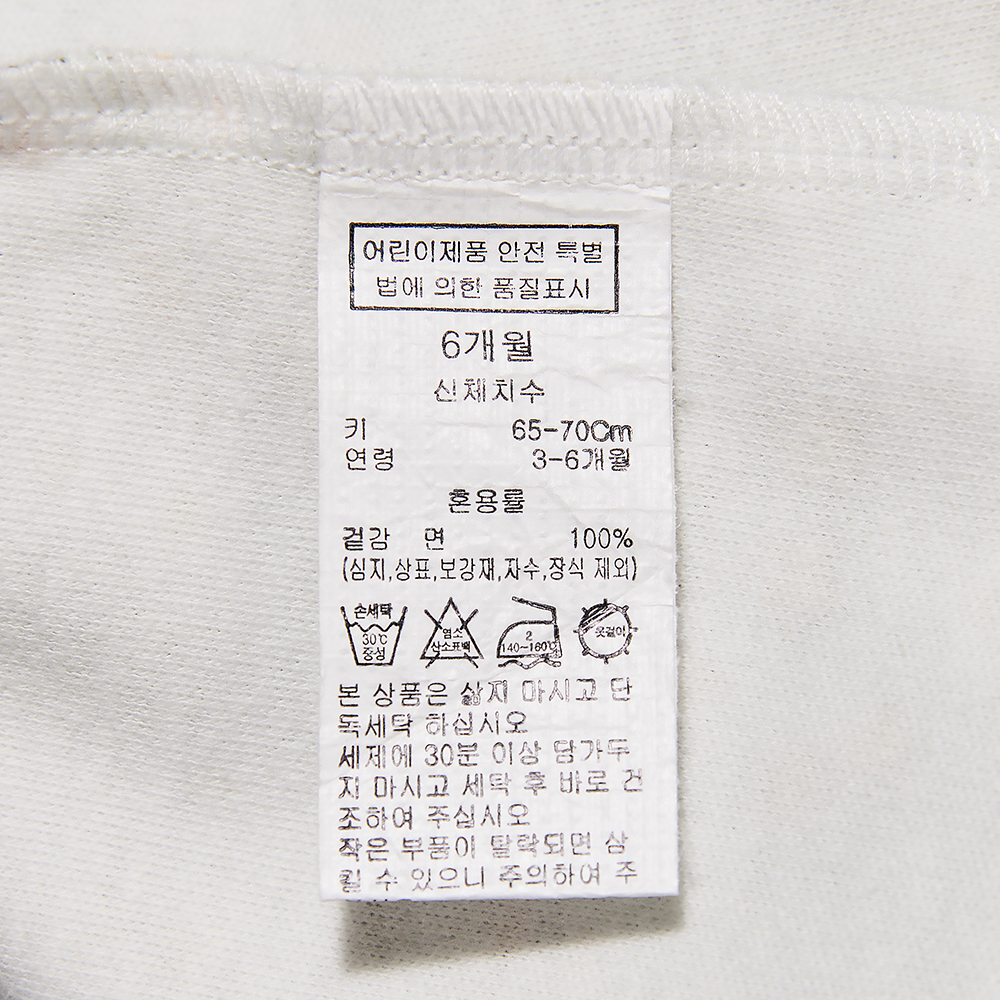 어린이제품 안전 특별
법에 의한 품질표시
6개월
신체치수
키 65-70Cm
연령 3-6개월
혼용률
겉감 면 100%
(심지,상표,보강재,자수,장식 제외)
손세탁
30℃
중성
염소
산소표백
2
140~160℃
옷걸이
본 상품은 삶지 마시고 단
독세탁 하십시오
세제에 30분 이상 담가두
지 마시고 세탁 후 바로 건
조하여 주십시오
작은 부품이 탈락되면 삼
킬 수 있으니 주의하여 주